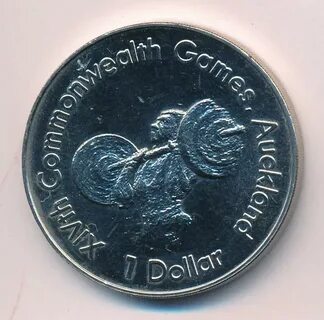 XIVth Commonwealth Games Auckland
1 Dollar